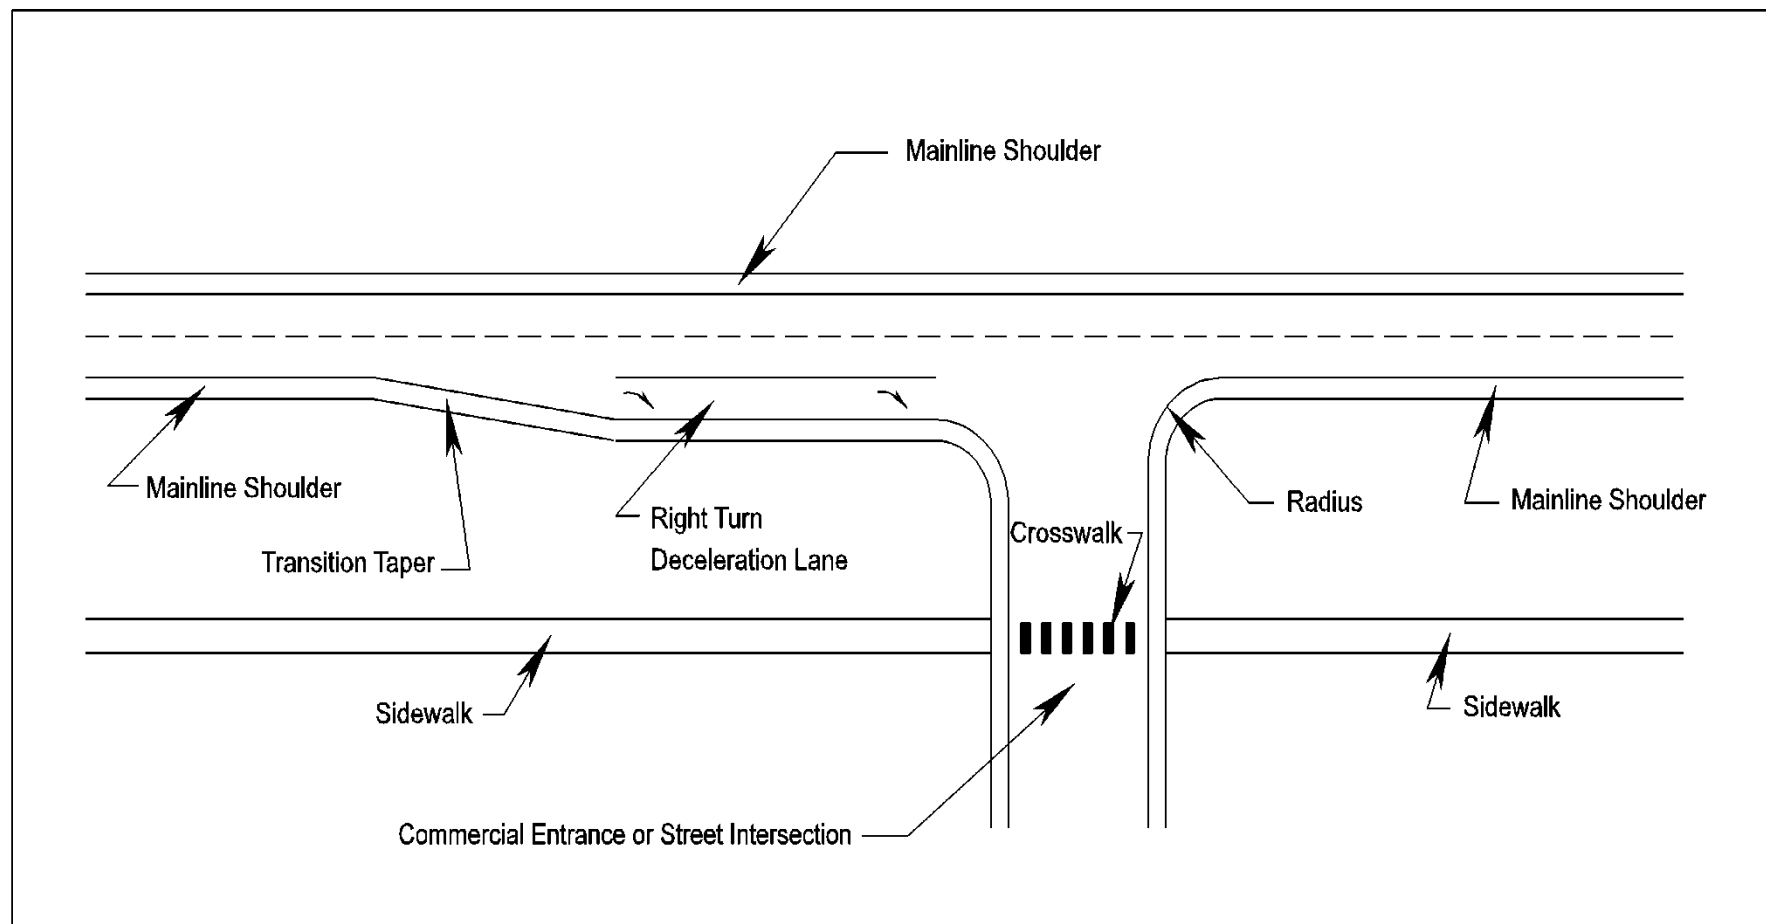 Mainline Shoulder
Mainline Shoulder
Radius
Mainline Shoulder
Right Turn
Deceleration Lane
Crosswalk
Transition Taper
Sidewalk
Sidewalk
Commercial Entrance or Street Intersection